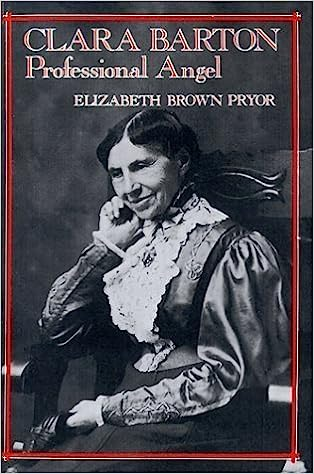 CLARA BARTON
Professional Angel
ELIZABETH BROWN PRYOR